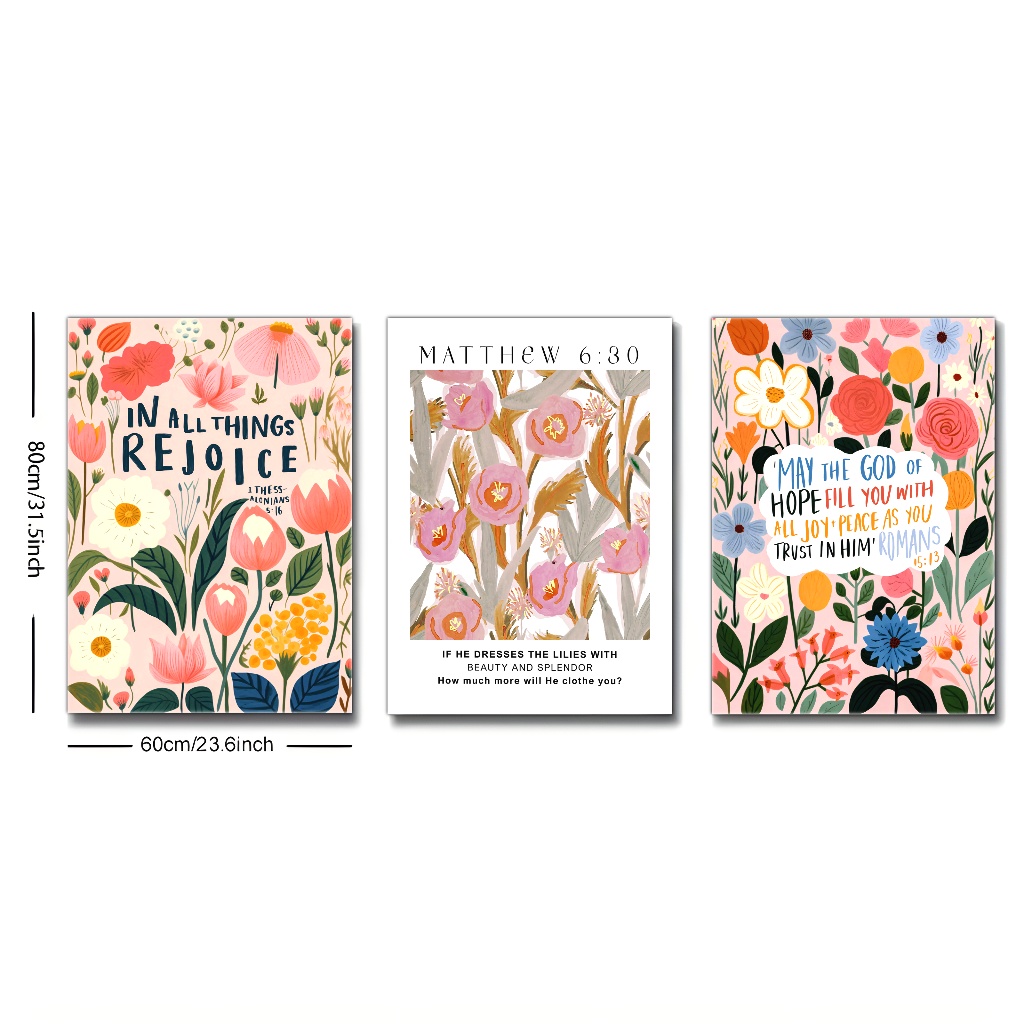 IN ALL THINGS
REJOICE
1 THESS-
ALONIANS
5:16
MATTHEW 6:30
IF HE DRESSES THE LILIES WITH
BEAUTY AND SPLENDOR
How much more will He clothe you?
'MAY THE GOD OF
HOPE FILL YOU WITH
ALL JOY + PEACE AS YOU
TRUST IN HIM' ROMANS
15:13
80cm/31.5inch
60cm/23.6inch